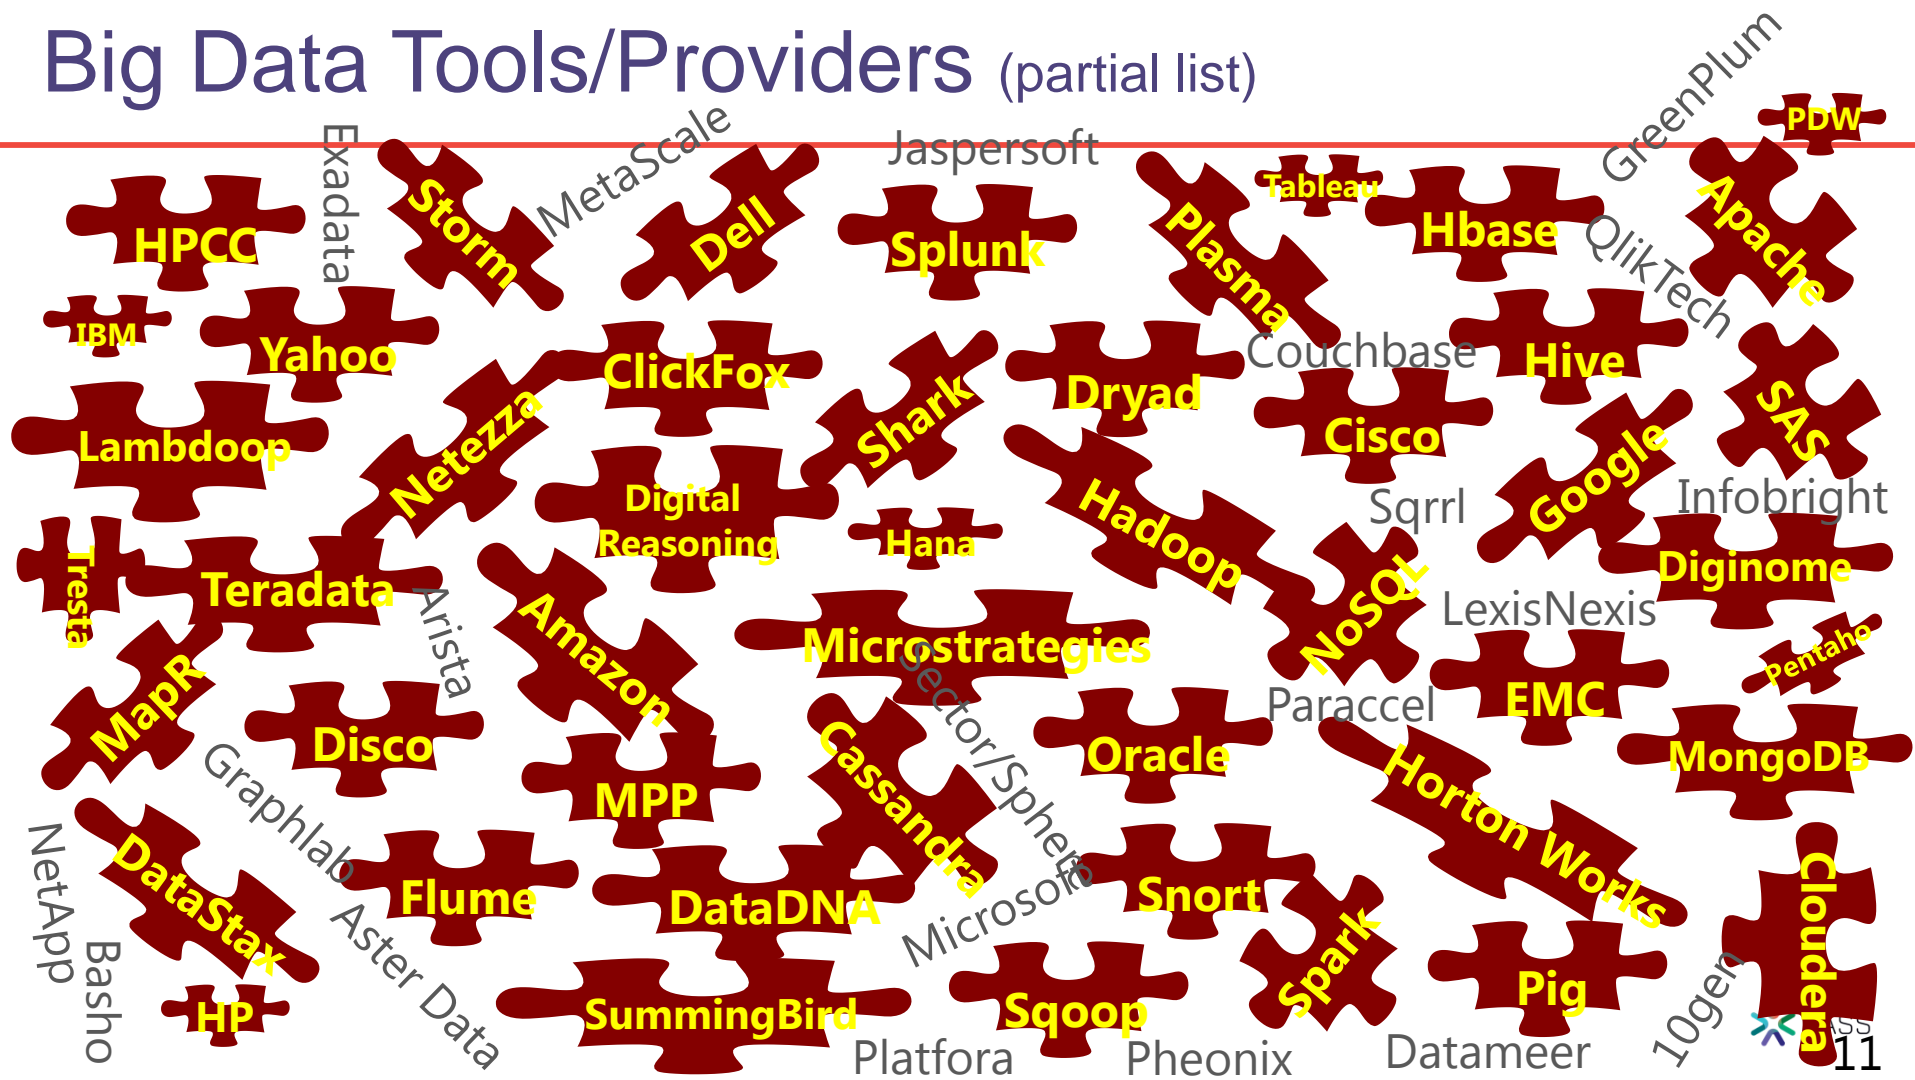 Big Data Tools/Providers (partial list)
GreenPlum
PDW
Exadata
MetaScale
Jaspersoft
Tableau
Storm
Dell
Plasma
Hbase
Apache
HPCC
Splunk
QlikTech
IBM
Yahoo
ClickFox
Shark
Dryad
Couchbase
Hive
SAS
Lambdoop
Netezza
Cisco
Google
Digital
Reasoning
Hana
Hadoop
Sqrrl
Infobright
Tresta
Teradata
Arista
Amazon
NoSQL
Diginome
LexisNexis
Microstrategies
Pentaho
MapR
Disco
Sector/Sphere
Paraccel
EMC
Graphlab
MPP
Cassandra
Oracle
Horton Works
MongoDB
NetApp
DataStax
Flume
DataDNA
Microsoft
Snort
Spark
Cloudera
Basho
HP
Aster Data
SummingBird
Sqoop
Pig
10gen
Platfora
Pheonix
Datameer
11